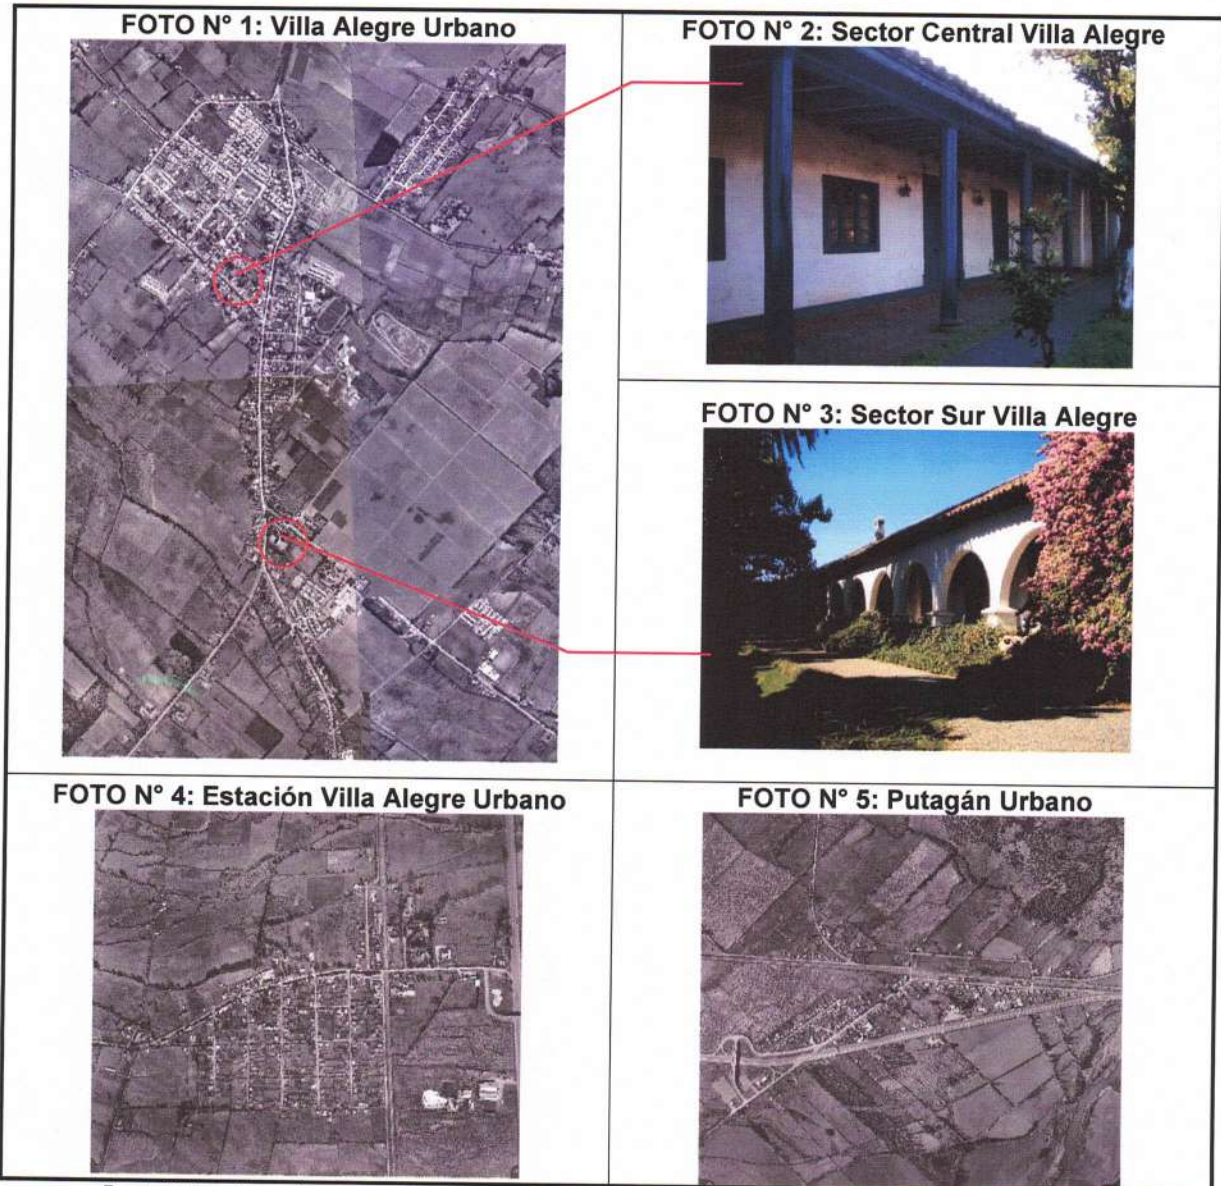 FOTO N° 1: Villa Alegre Urbano
FOTO N° 2: Sector Central Villa Alegre
FOTO N° 3: Sector Sur Villa Alegre
FOTO N° 4: Estación Villa Alegre Urbano
FOTO N° 5: Putagán Urbano